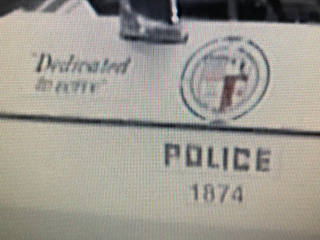 "Dedicated
to serve"
POLICE
1874